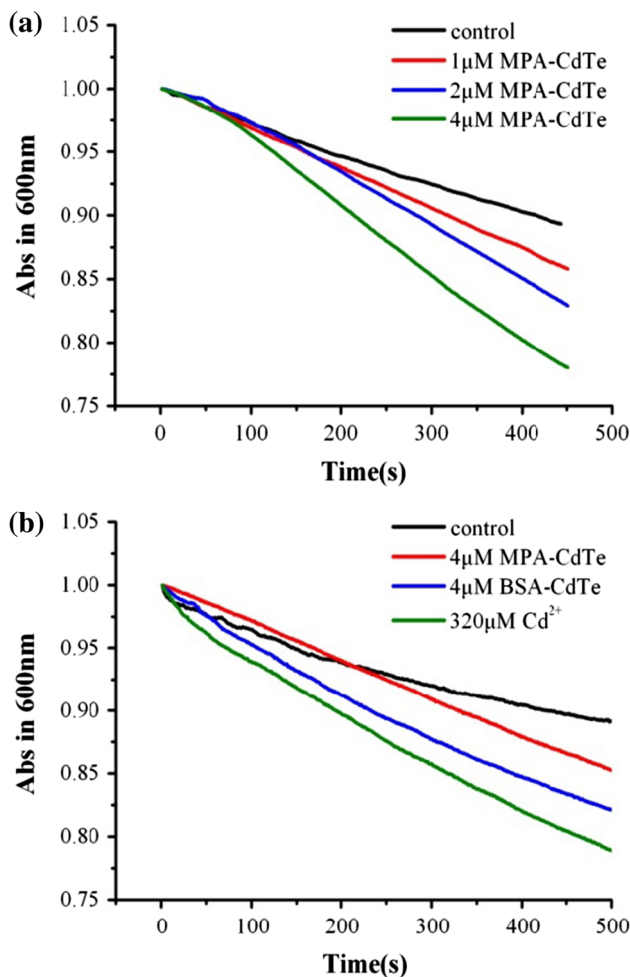 (a)
control
1μM MPA-CdTe
2μM MPA-CdTe
4μM MPA-CdTe
1.05
1.00
0.95
0.90
0.85
0.80
0.75
Abs in 600nm
0 100 200 300 400 500
Time(s)
(b)
control
4μM MPA-CdTe
4μM BSA-CdTe
320μM Cd²⁺
1.05
1.00
0.95
0.90
0.85
0.80
0.75
Abs in 600nm
0 100 200 300 400 500
Time(s)